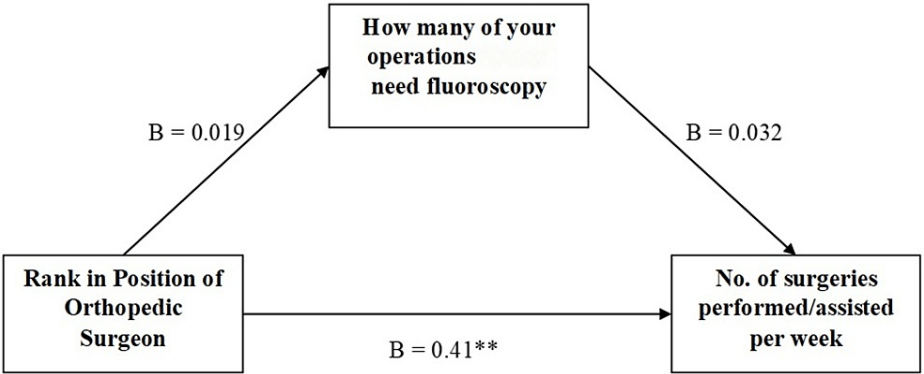 How many of your
operations
need fluoroscopy
B = 0.019
B = 0.032
Rank in Position of
Orthopedic
Surgeon
B = 0.41**
No. of surgeries
performed/assisted
per week